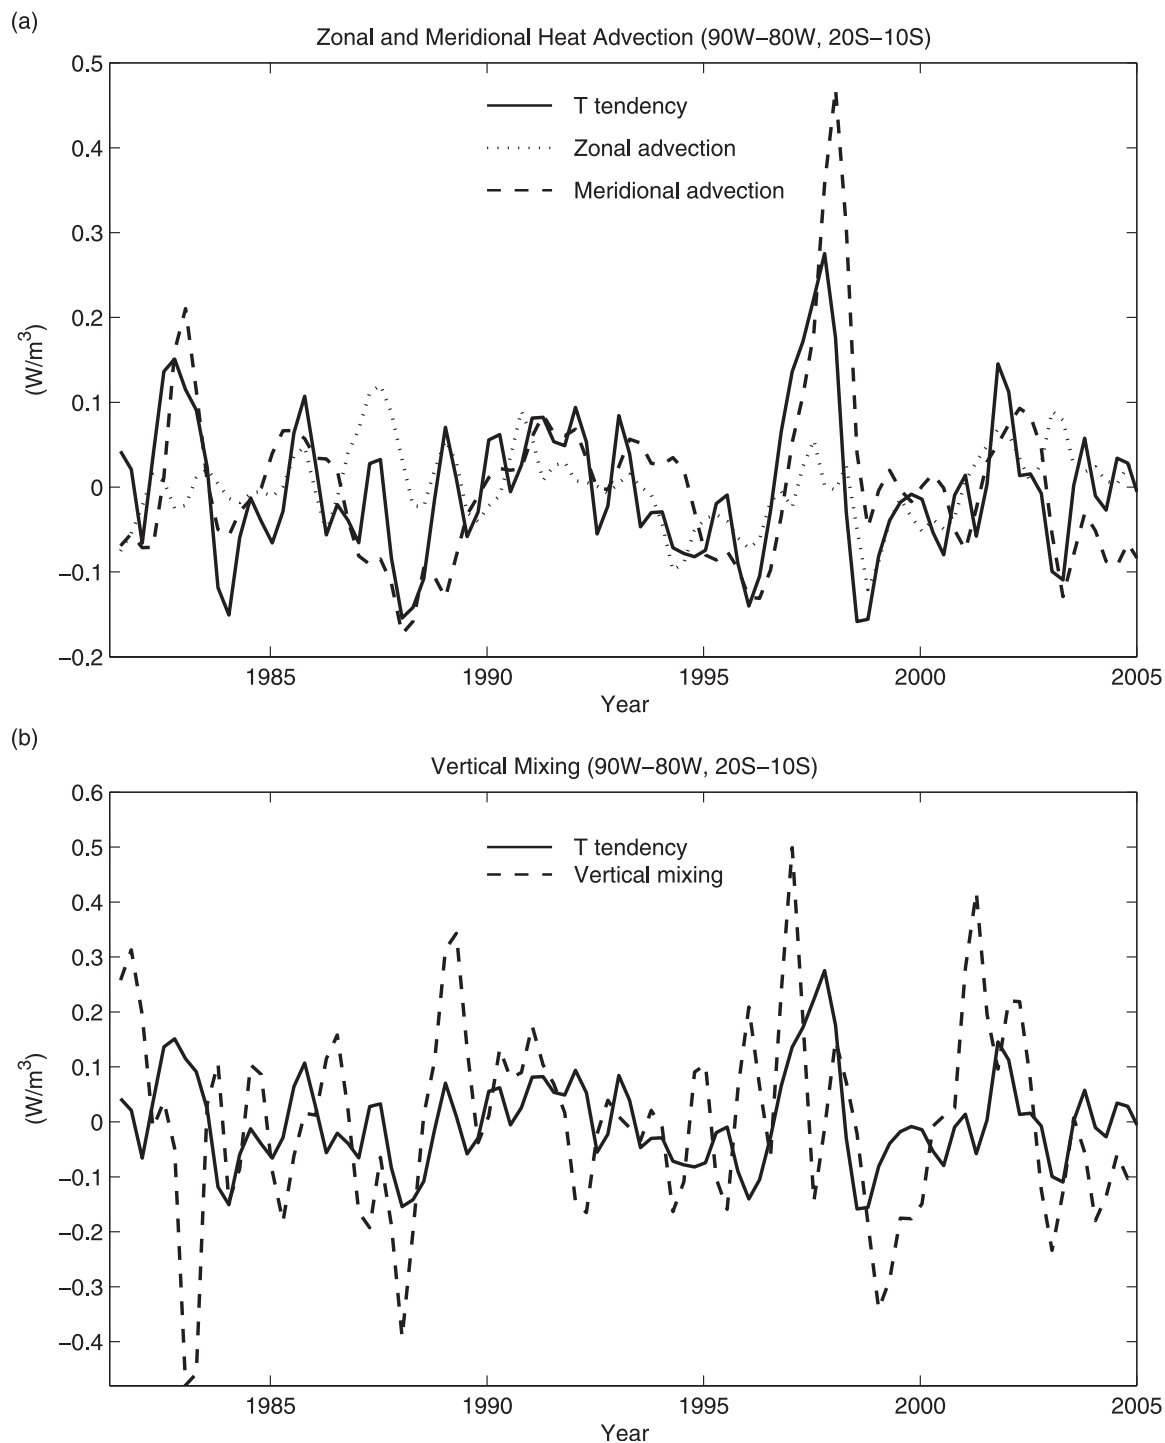 (a)
Zonal and Meridional Heat Advection (90W–80W, 20S–10S)
0.5
0.4
0.3
0.2
0.1
0
−0.1
−0.2
(W/m³)
T tendency
Zonal advection
Meridional advection
1985
1990
1995
2000
2005
Year
(b)
Vertical Mixing (90W–80W, 20S–10S)
0.6
0.5
0.4
0.3
0.2
0.1
0
−0.1
−0.2
−0.3
−0.4
(W/m³)
T tendency
Vertical mixing
1985
1990
1995
2000
2005
Year